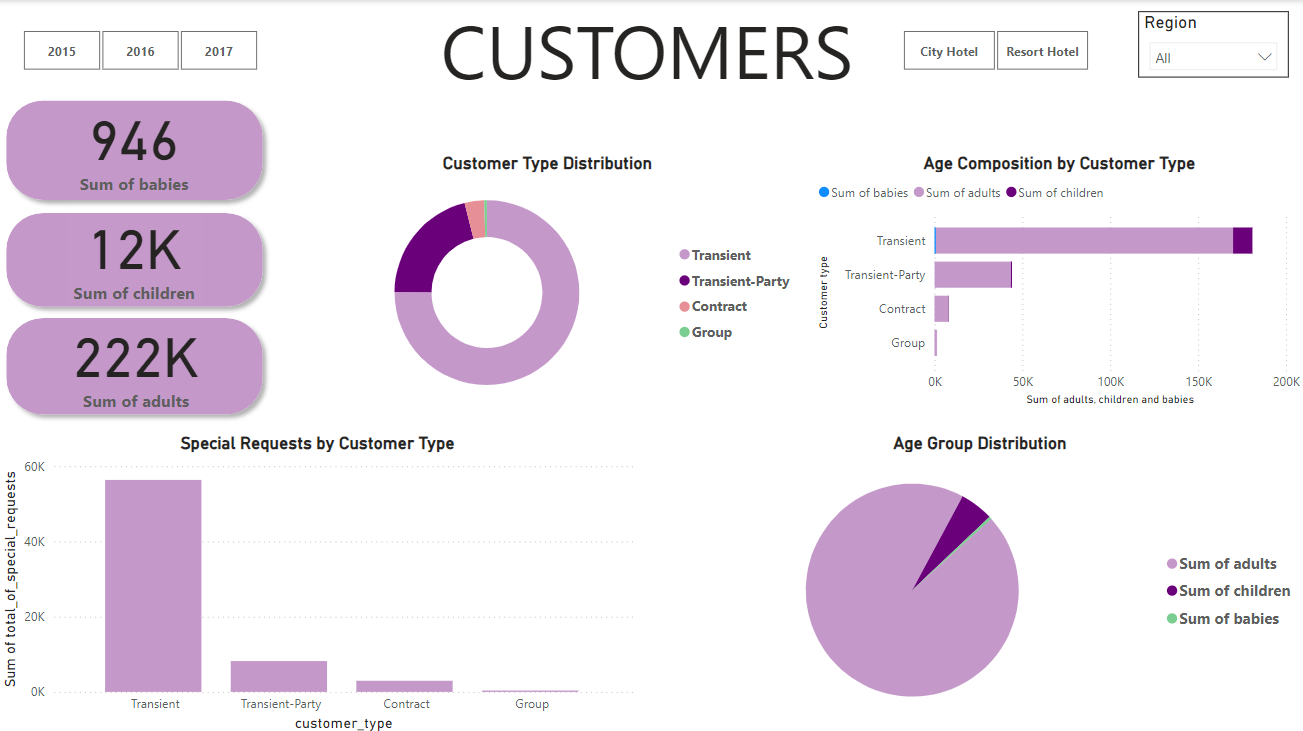 2015
2016
2017
CUSTOMERS
City Hotel
Resort Hotel
Region
All
946
Sum of babies
12K
Sum of children
222K
Sum of adults
Customer Type Distribution
Transient
Transient-Party
Contract
Group
Age Composition by Customer Type
Sum of babies
Sum of adults
Sum of children
Customer type
Transient
Transient-Party
Contract
Group
0K
50K
100K
150K
200K
Sum of adults, children and babies
Special Requests by Customer Type
Sum of total_of_special_requests
60K
40K
20K
0K
Transient
Transient-Party
Contract
Group
customer_type
Age Group Distribution
Sum of adults
Sum of children
Sum of babies